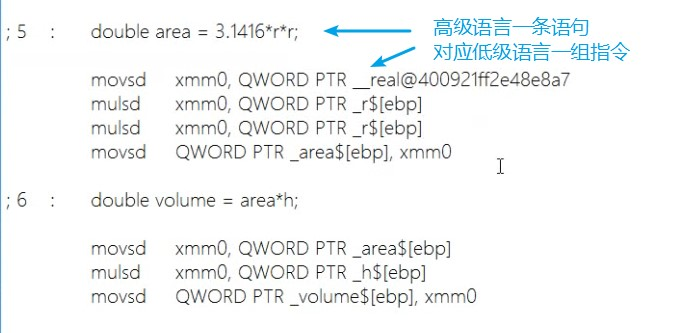 ; 5 : double area = 3.1416*r*r;
高级语言一条语句
对应低级语言一组指令
movsd xmm0, QWORD PTR __real@400921ff2e48e8a7
mulsd xmm0, QWORD PTR _r$[ebp]
mulsd xmm0, QWORD PTR _r$[ebp]
movsd QWORD PTR _area$[ebp], xmm0
; 6 : double volume = area*h;
movsd xmm0, QWORD PTR _area$[ebp]
mulsd xmm0, QWORD PTR _h$[ebp]
movsd QWORD PTR _volume$[ebp], xmm0